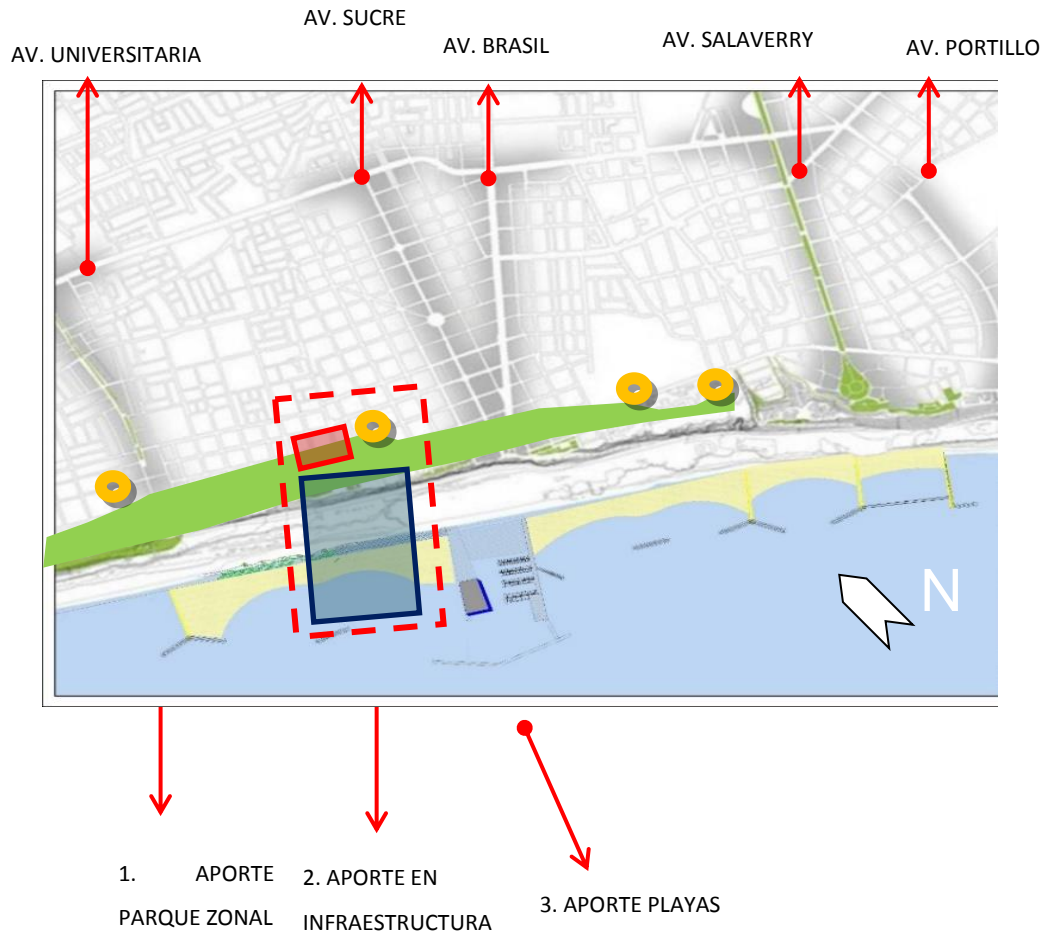 AV. SUCRE
AV. UNIVERSITARIA
AV. BRASIL
AV. SALAVERRY
AV. PORTILLO
N
1. APORTE
PARQUE ZONAL
2. APORTE EN
INFRAESTRUCTURA
3. APORTE PLAYAS